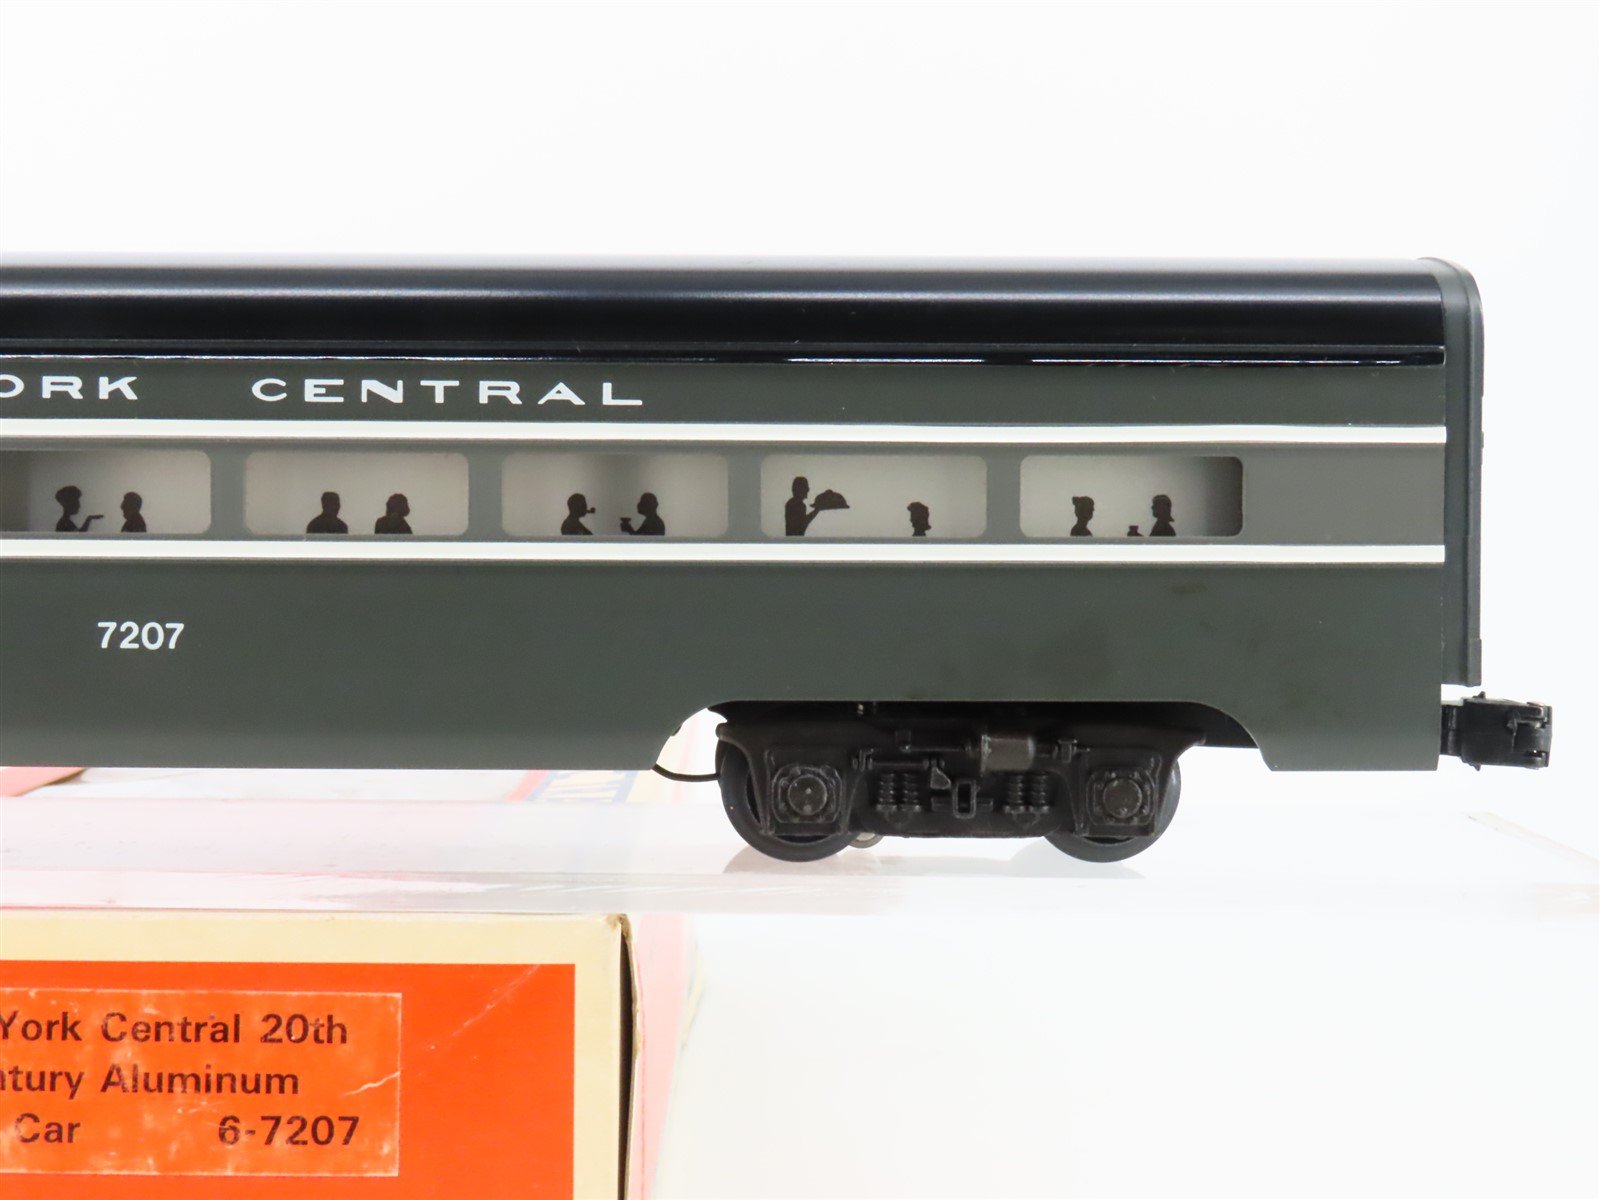 ORK CENTRAL
7207
York Central 20th
ntury Aluminum
Car 6-7207